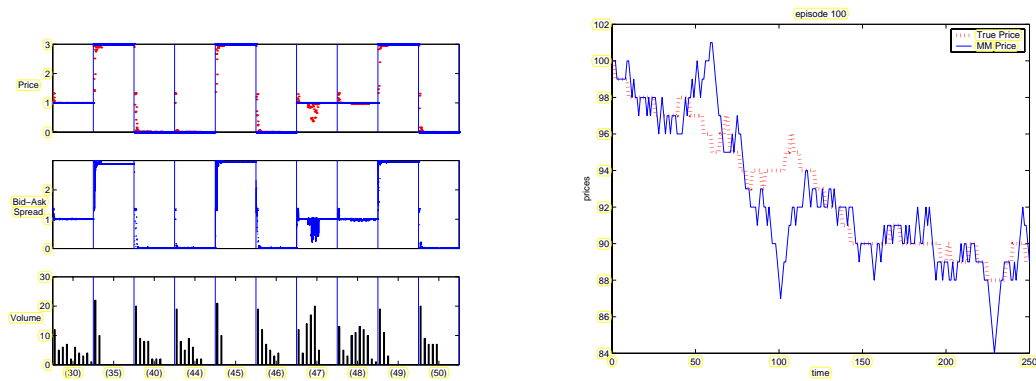 3
2
Price
1
0
2
Bid-Ask
Spread
1
0
30
20
Volume
10
0
(30) (35) (40) (44) (45) (46) (47) (48) (49) (50)
episode 100
102
100
98
96
94
92
90
88
86
84
prices
True Price
MM Price
0 50 100 150 200 250
time